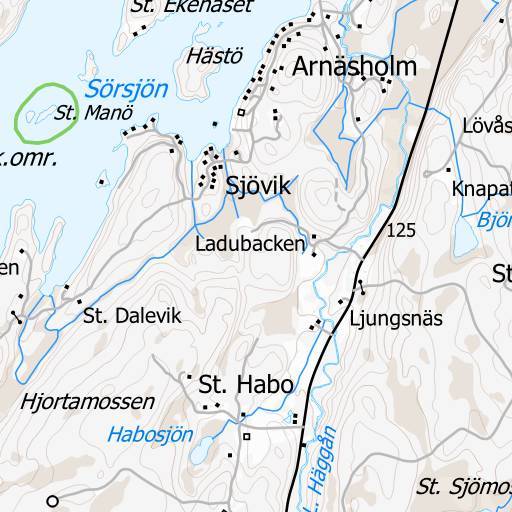 St. Ekenäset
Hästö
Arnäsholm
Sörsjön
St. Manö
Lövås
k.omr.
Sjövik
Knapat
Björ
125
Ladubacken
en
St
St. Dalevik
Ljungsnäs
St. Habo
Hjortamossen
Habosjön
L. Häggån
St. Sjömos